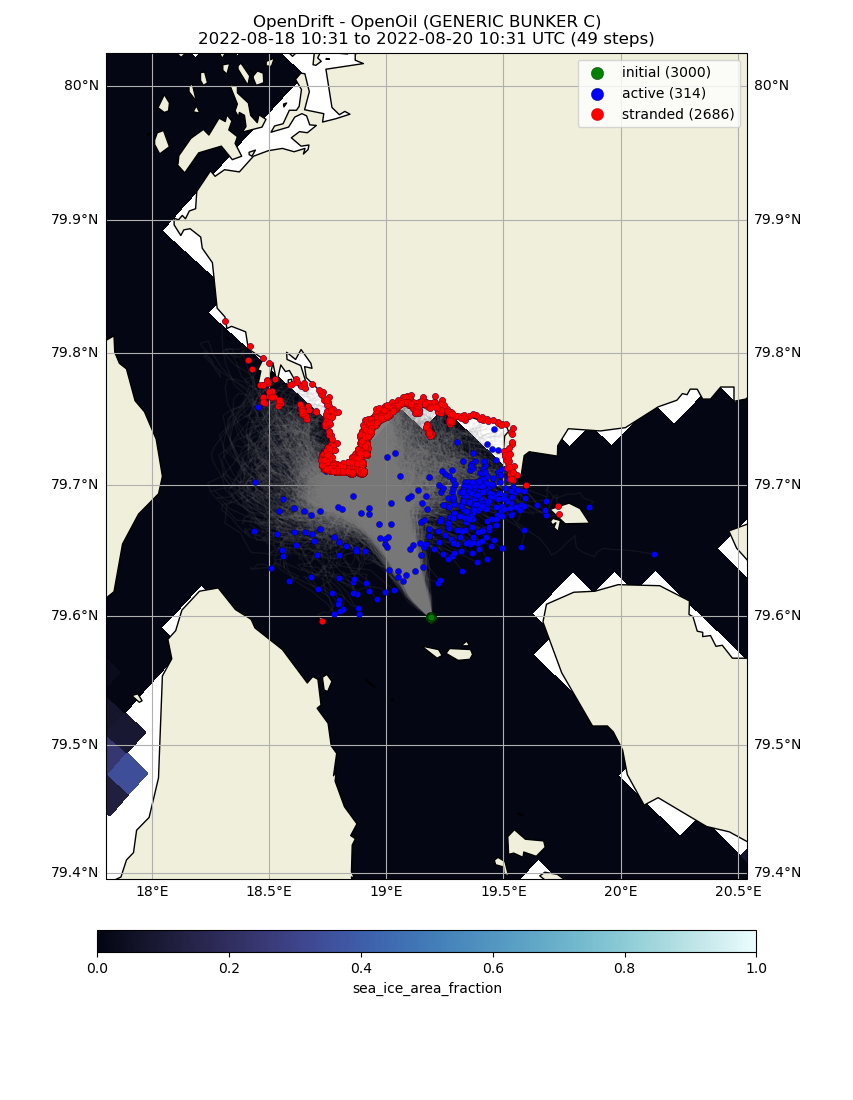 OpenDrift - OpenOil (GENERIC BUNKER C)
2022-08-18 10:31 to 2022-08-20 10:31 UTC (49 steps)
initial (3000)
active (314)
stranded (2686)
80°N 80°N
79.9°N 79.9°N
79.8°N 79.8°N
79.7°N 79.7°N
79.6°N 79.6°N
79.5°N 79.5°N
79.4°N 79.4°N
18°E 18.5°E 19°E 19.5°E 20°E 20.5°E
0.0 0.2 0.4 0.6 0.8 1.0
sea_ice_area_fraction